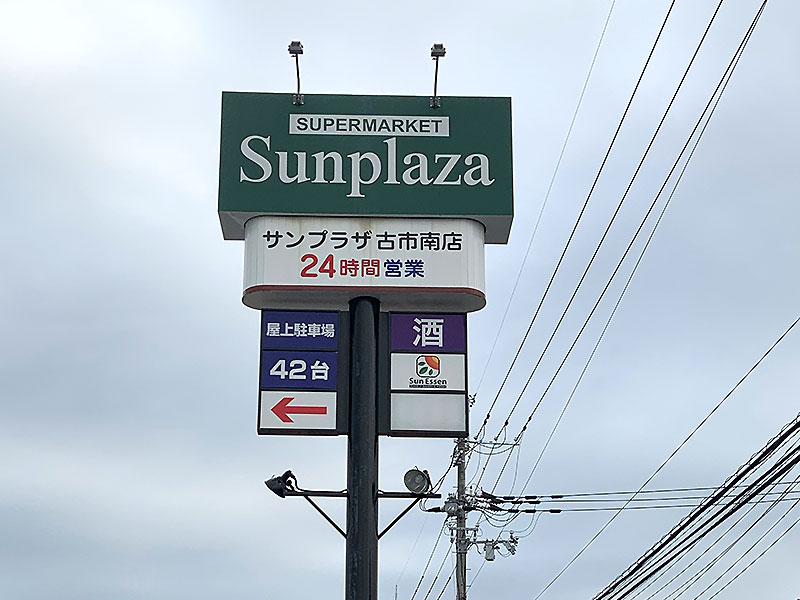 SUPERMARKET
Sunplaza
サンプラザ古市南店
24時間営業
屋上駐車場
42台
酒
Sun Essen